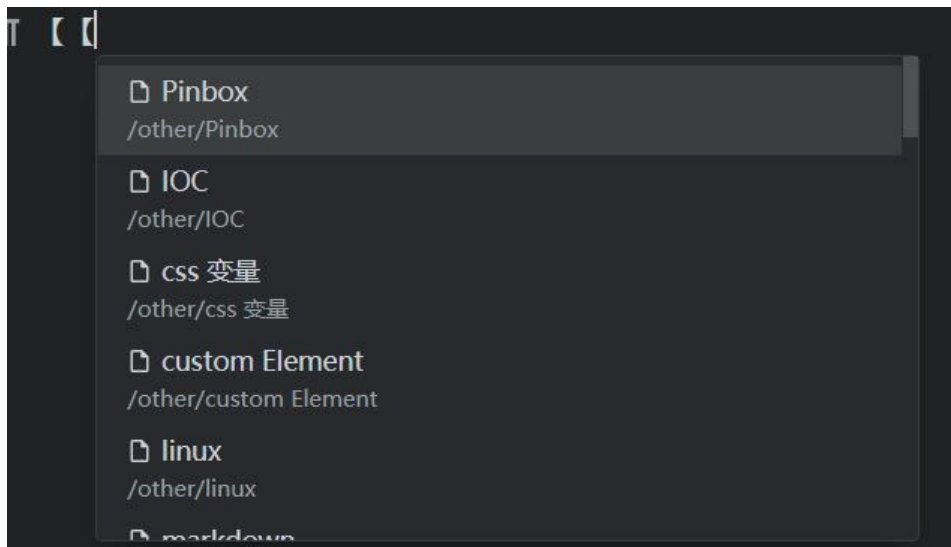 【【
Pinbox
/other/Pinbox
IOC
/other/IOC
css 变量
/other/css 变量
custom Element
/other/custom Element
linux
/other/linux
markdown